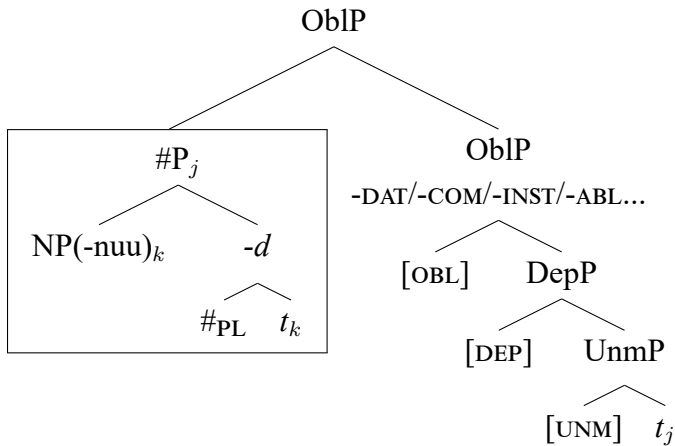 OblP
#Pj OblP
-DAT/-COM/-INST/-ABL...
NP(-nuu)k -d [OBL] DepP
#PL tk [DEP] UnmP
[UNM] tj